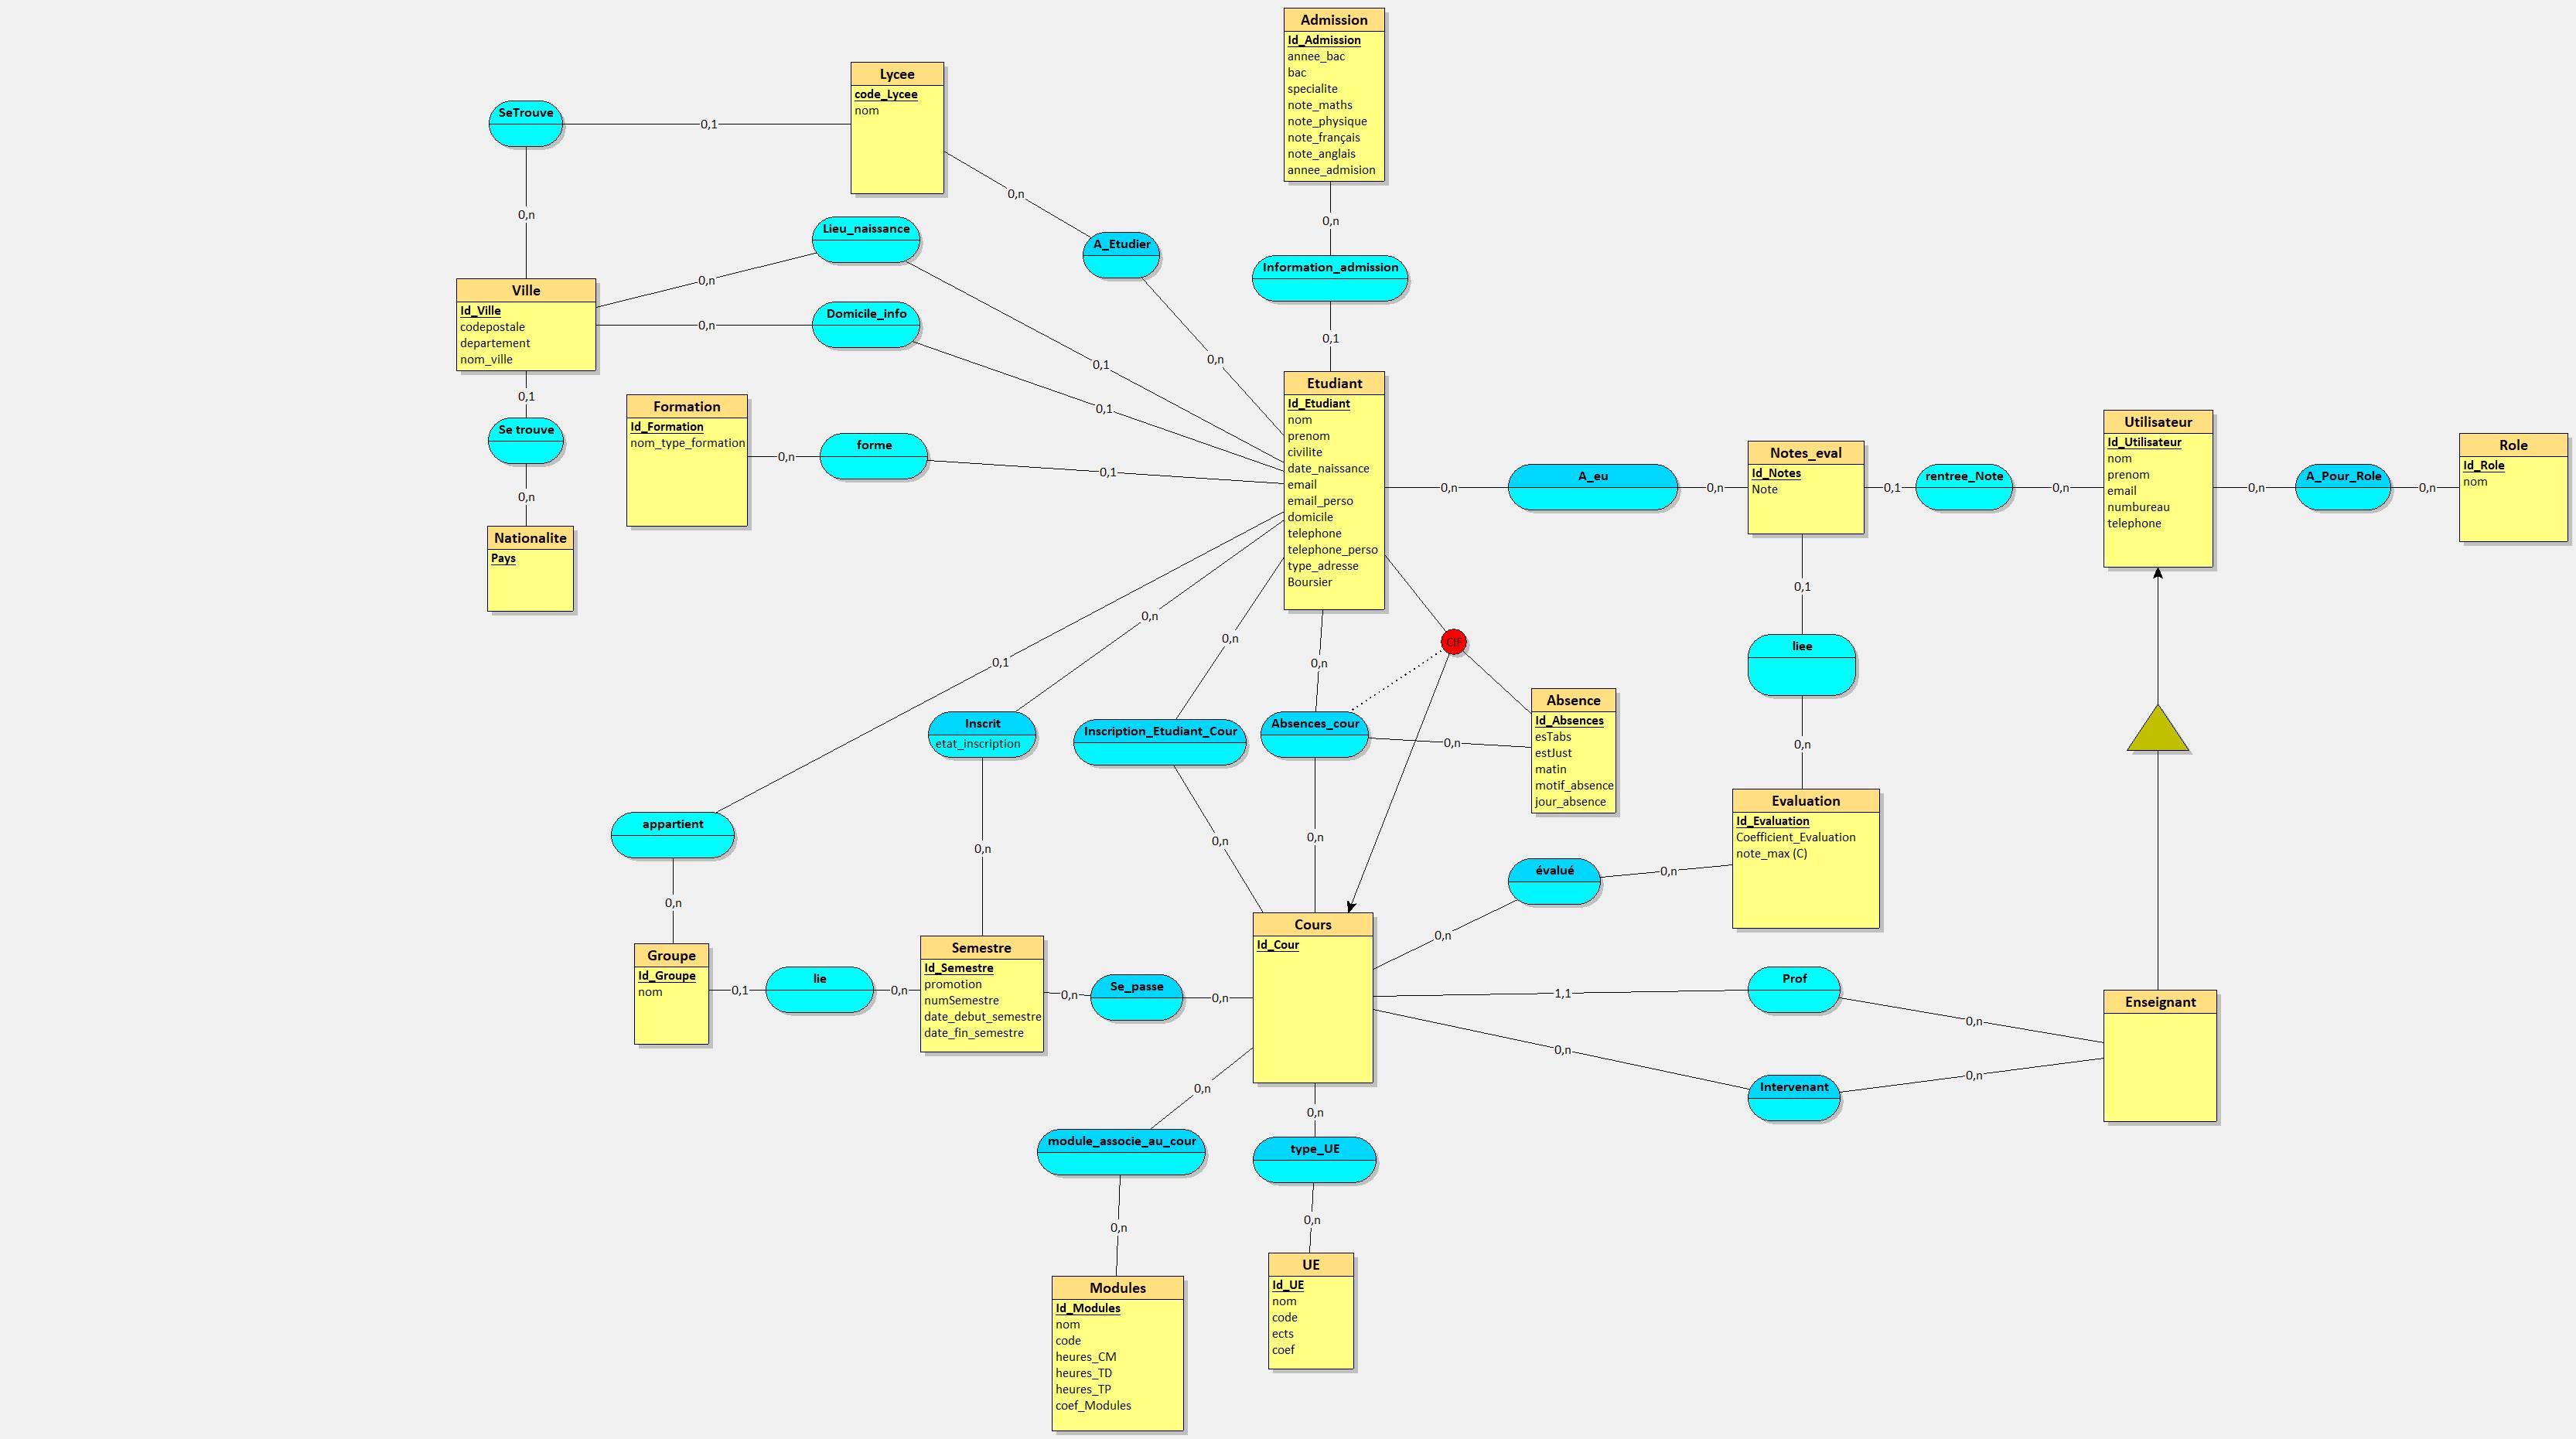 Admission
Id_Admission
annee_bac
bac
specialite
note_maths
note_physique
note_français
note_anglais
annee_admision
Lycee
code_Lycee
nom
SeTrouve
0,1
0,n
0,n
A_Etudier
0,n
0,n
Information_admission
0,1
Lieu_naissance
0,n
0,1
Domicile_info
0,n
0,1
Ville
Id_Ville
codepostale
departement
nom_ville
0,1
Se trouve
0,n
Nationalite
Pays
Formation
Id_Formation
nom_type_formation
0,n
forme
0,1
Etudiant
Id_Etudiant
nom
prenom
civilite
date_naissance
email
email_perso
domicile
telephone
telephone_perso
type_adresse
Boursier
0,n
A_eu
0,n
Notes_eval
Id_Notes
Note
0,1
rentree_Note
0,n
Utilisateur
Id_Utilisateur
nom
prenom
email
numbureau
telephone
0,n
A_Pour_Role
0,n
Role
Id_Role
nom
0,1
liee
0,n
0,1
0,n
0,n
0,n
CIF
Inscrit
etat_inscription
Inscription_Etudiant_Cour
Absences_cour
0,n
Absence
Id_Absences
esTabs
estJust
matin
motif_absence
jour_absence
Evaluation
Id_Evaluation
Coefficient_Evaluation
note_max (C)
appartient
0,n
0,n
0,n
0,n
évalué
0,n
0,n
Groupe
Id_Groupe
nom
0,1
lie
0,n
Semestre
Id_Semestre
promotion
numSemestre
date_debut_semestre
date_fin_semestre
0,n
Se_passe
0,n
Cours
Id_Cour
1,1
Prof
0,n
Enseignant
0,n
Intervenant
0,n
0,n
module_associe_au_cour
0,n
0,n
type_UE
0,n
Modules
Id_Modules
nom
code
heures_CM
heures_TD
heures_TP
coef_Modules
UE
Id_UE
nom
code
ects
coef